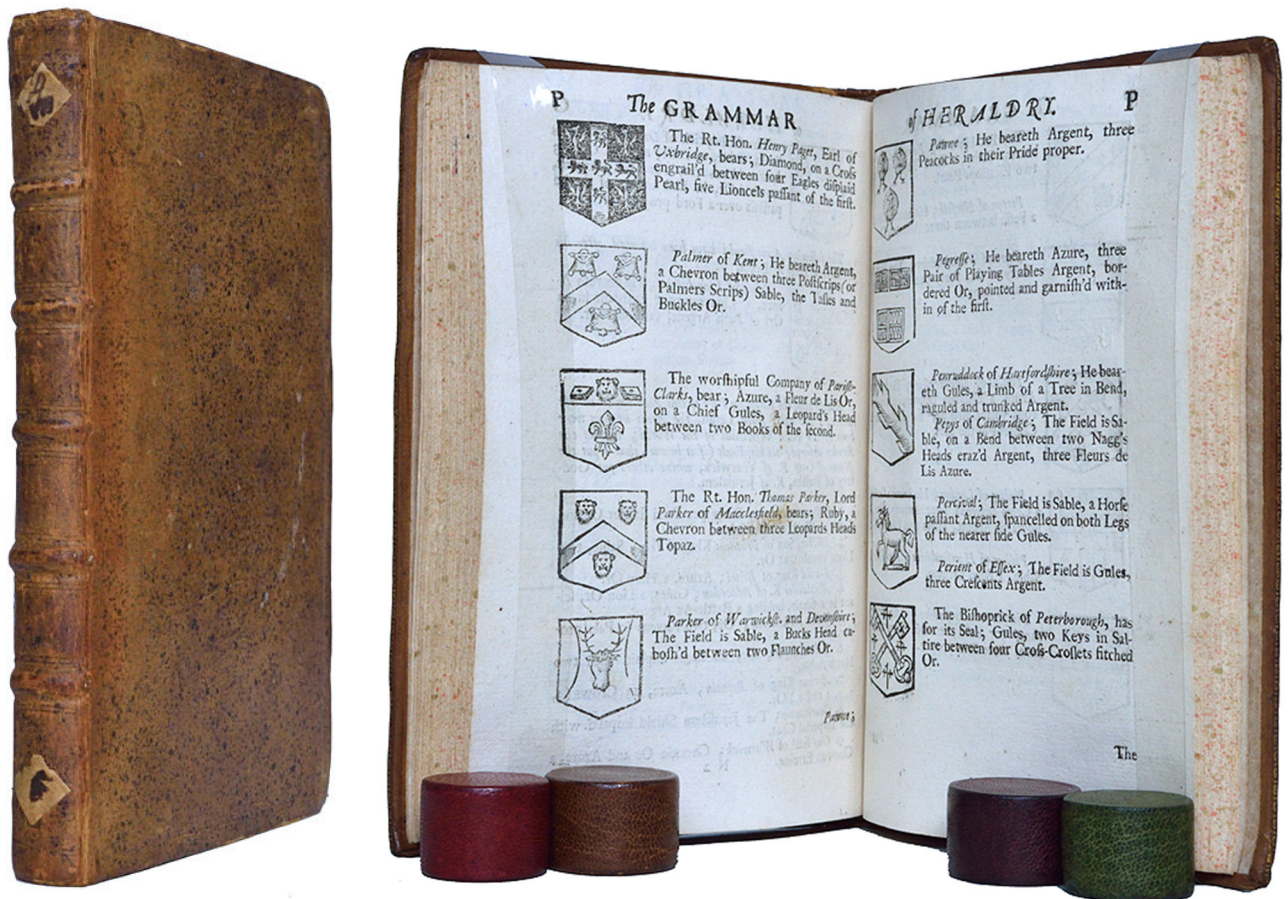 P The GRAMMAR
The Rt. Hon. Henry Paget, Earl of
Uxbridge, bears; Diamond, on a Croſs
engrail'd between four Eagles diſplaid
Pearl, five Lioncels paſſant of the firſt.
Palmer of Kent; He beareth Argent,
a Chevron between three Poſtſcrips (or
Palmers Scrips) Sable, the Taſſes and
Buckles Or.
The worſhipful Company of Pariſh-
Clarks, bear; Azure, a Fleur de Lis Or,
on a Chief Gules, a Leopard's Head
between two Books of the ſecond.
The Rt. Hon. Thomas Parker, Lord
Parker of Macclesfield, bears; Ruby, a
Chevron between three Leopards Heads
Topaz.
Parker of Warwickſh. and Devonſhire;
The Field is Sable, a Bucks Head ca-
boſh'd between two Flaunches Or.
Pawne;
of HERALDRY. P
Pawne; He beareth Argent, three
Peacocks in their Pride proper.
Pegreſſe; He beareth Azure, three
Pair of Playing Tables Argent, bor-
dered Or, pointed and garniſh'd with-
in of the firſt.
Penruddock of Hartfordſhire; He bear-
eth Gules, a Limb of a Tree in Bend,
raguled and trunked Argent.
Pepys of Cambridge; The Field is Sa-
ble, on a Bend between two Nagg's
Heads eraz'd Argent, three Fleurs de
Lis Azure.
Percival; The Field is Sable, a Horſe
paſſant Argent, ſpancelled on both Legs
of the nearer ſide Gules.
Perient of Eſſex; The Field is Gules,
three Creſcents Argent.
The Biſhoprick of Peterborough, has
for its Seal; Gules, two Keys in Sal-
tire between four Croſs-Croſlets fitched
Or.
The